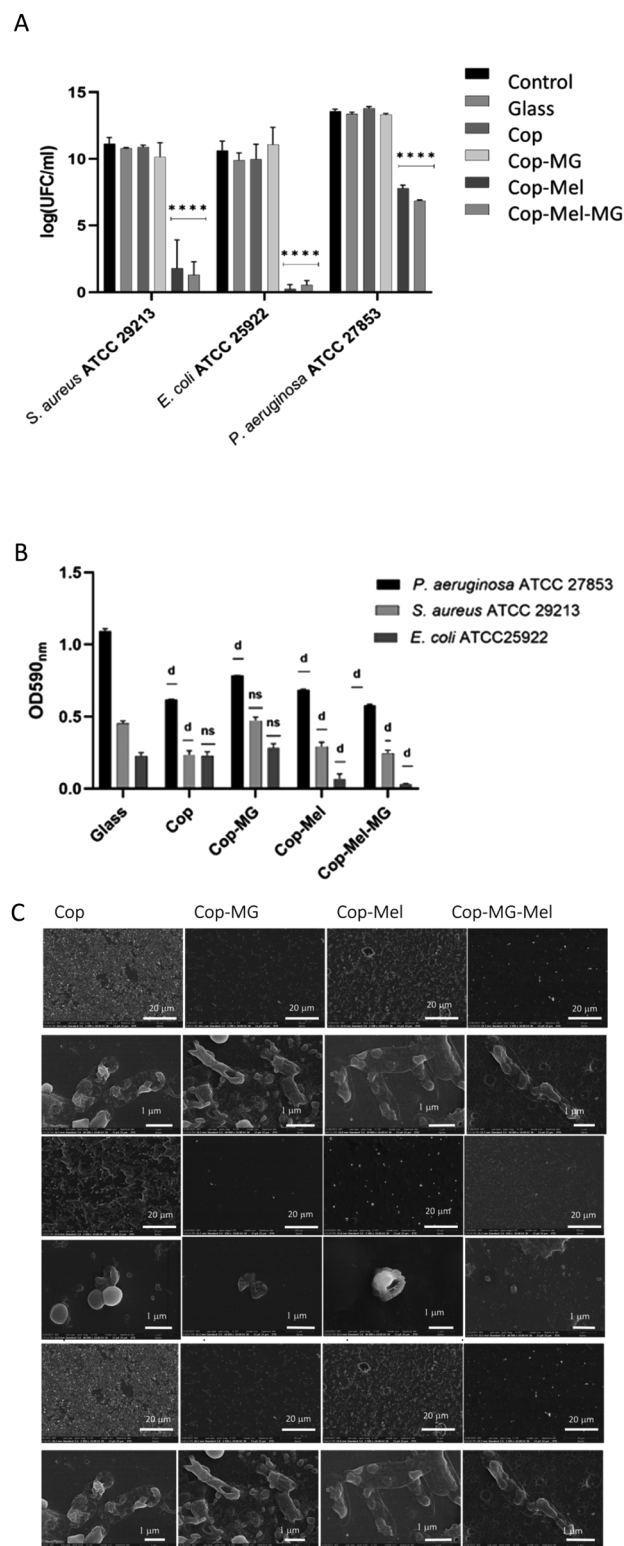 A
Control
Glass
Cop
Cop-MG
Cop-Mel
Cop-Mel-MG
log(UFC/ml)
15
10
5
0
****
****
****
S. aureus ATCC 29213
E. coli ATCC 25922
P. aeruginosa ATCC 27853
B
OD590nm
1.5
1.0
0.5
0.0
P. aeruginosa ATCC 27853
S. aureus ATCC 29213
E. coli ATCC25922
d d ns
d ns ns
d d d
d d d
Glass
Cop
Cop-MG
Cop-Mel
Cop-Mel-MG
C
Cop Cop-MG Cop-Mel Cop-MG-Mel
20 µm 20 µm 20 µm 20 µm
1 µm 1 µm 1 µm 1 µm
20 µm 20 µm 20 µm 20 µm
1 µm 1 µm 1 µm 1 µm
20 µm 20 µm 20 µm 20 µm
1 µm 1 µm 1 µm 1 µm